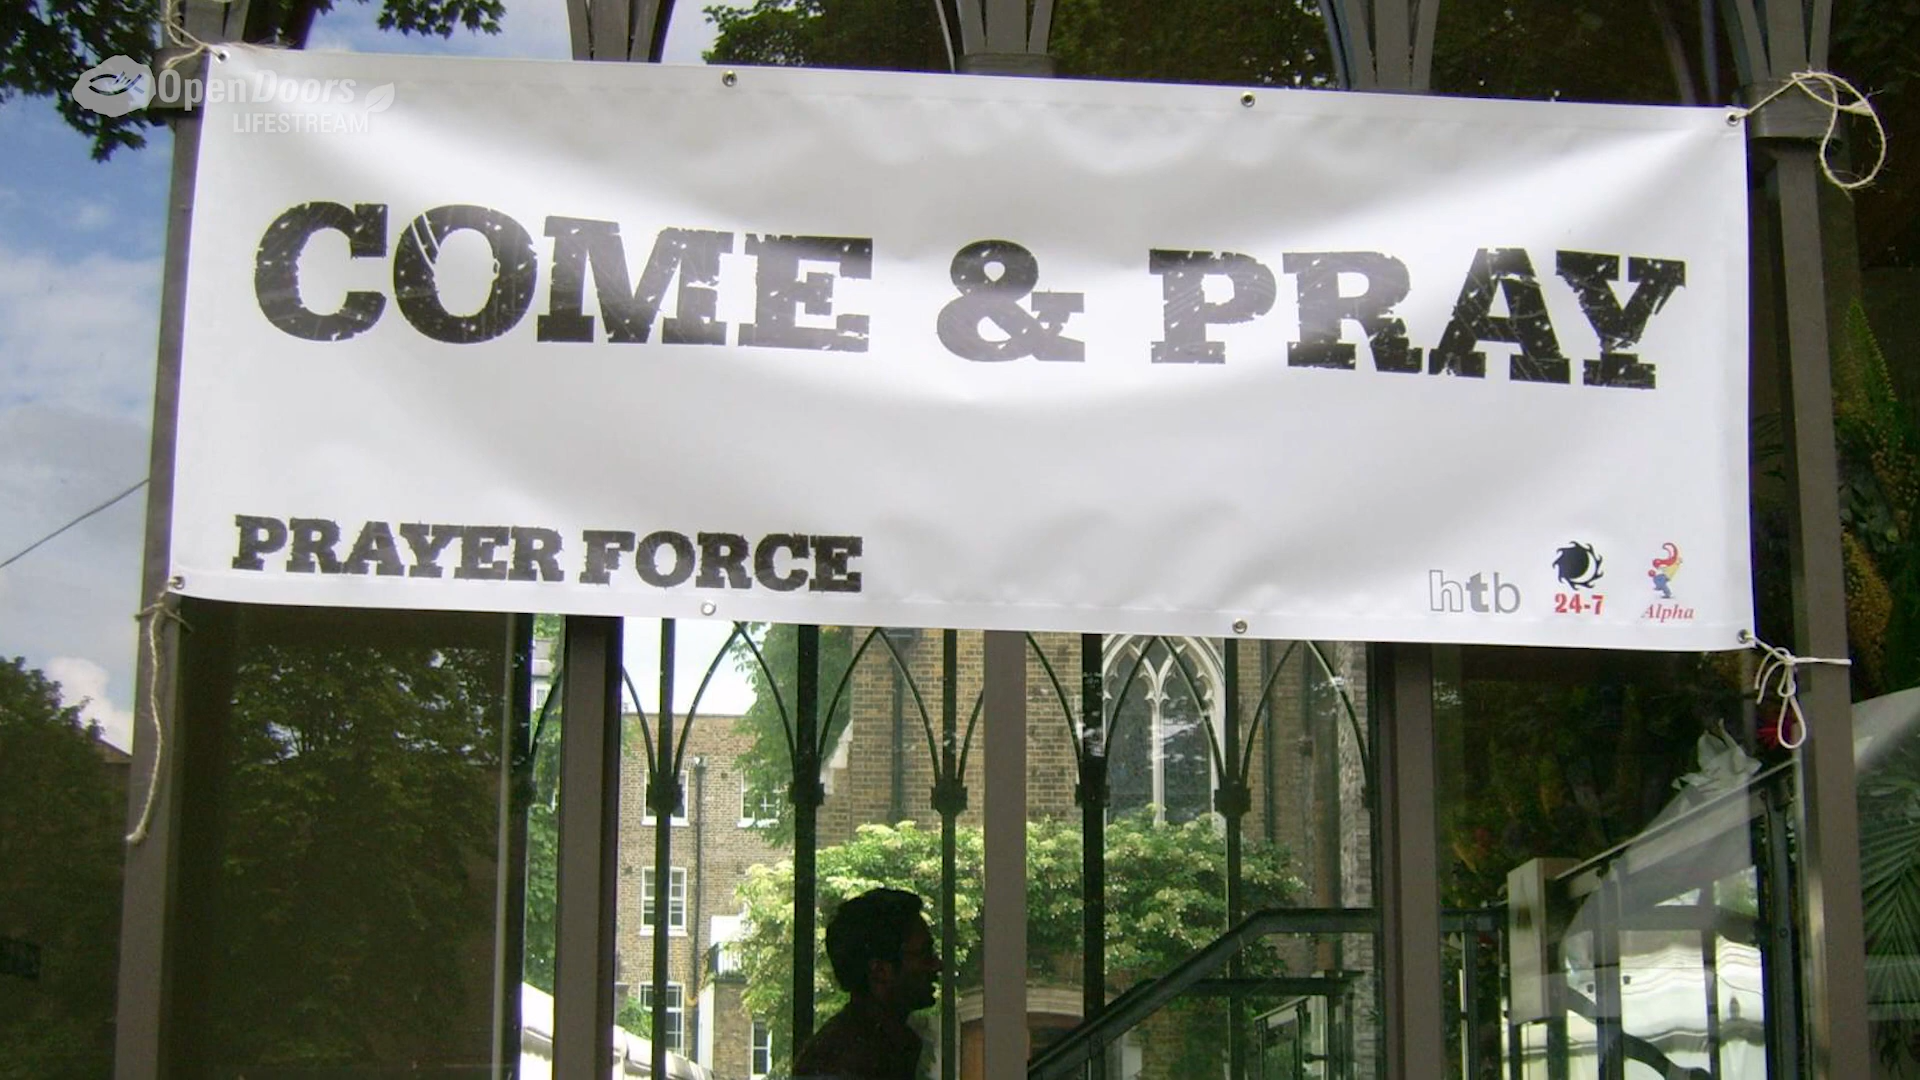 OpenDoors
LIFESTREAM
COME & PRAY
PRAYER FORCE
htb
24-7
Alpha